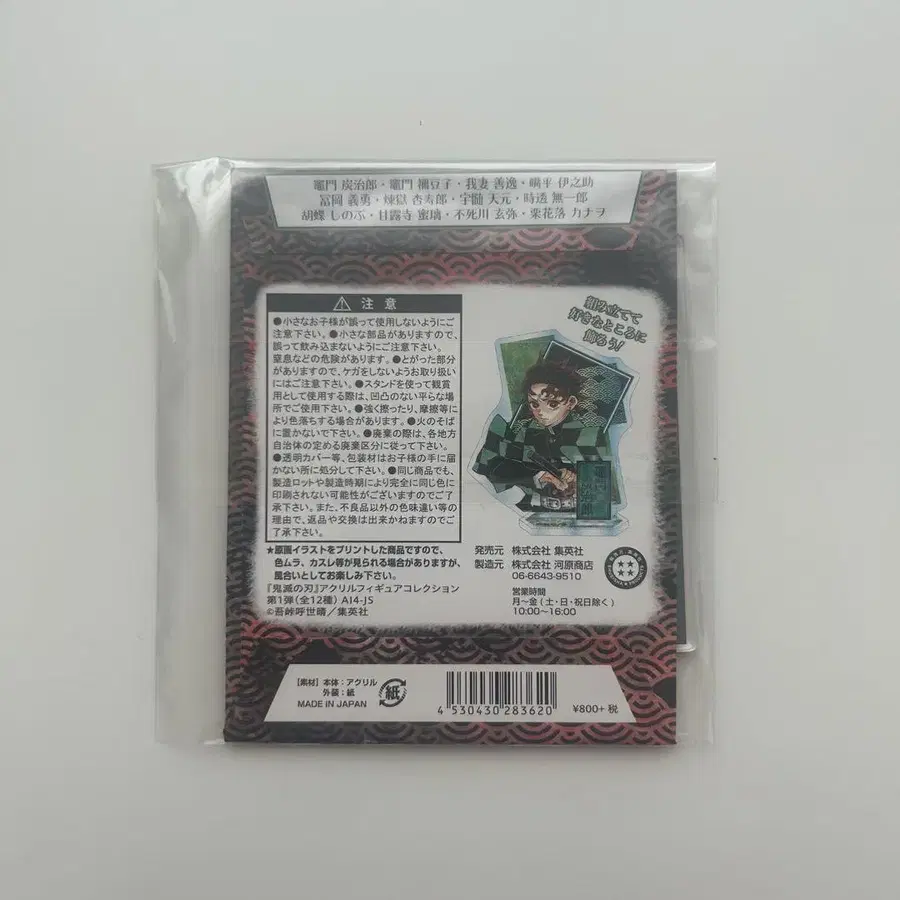 竈門 炭治郎・竈門 禰豆子・我妻 善逸・嘴平 伊之助
冨岡 義勇・煉獄 杏寿郎・宇髄 天元・時透 無一郎
胡蝶 しのぶ・甘露寺 蜜璃・不死川 玄弥・栗花落 カナヲ
⚠ 注 意
●小さなお子様が誤って使用しないようにご
注意下さい。●小さな部品がありますので、
誤って飲み込まないようにご注意下さい。
窒息などの危険があります。●とがった部分
がありますので、ケガをしないようお取り扱い
にはご注意下さい。●スタンドを使って観賞
用として使用する際は、凹凸のない平らな場
所でご使用下さい。●強く擦ったり、摩擦等に
より色落ちする場合があります。●火のそば
に置かないで下さい。●廃棄の際は、各地方
自治体の定める廃棄区分に従って下さい。
●透明カバー等、包装材はお子様の手に届
かない所に処分して下さい。●同じ商品でも、
製造ロットや製造時期により完全に同じ色に
印刷されない可能性がございますのでご了
承下さい。また、不良品以外の色味違い等の
理由で、返品や交換は出来かねますのでご
了承下さい。
★原画イラストをプリントした商品ですので、
色ムラ、カスレ等が見られる場合がありますが、
風合いとしてお楽しみ下さい。
『鬼滅の刃』アクリルフィギュアコレクション
第1弾(全12種) AI4-JS
©吾峠呼世晴／集英社
組み立てて
好きなところに
飾ろう!
発売元 株式会社 集英社
製造元 株式会社 河原商店
06-6643-9510
営業時間
月〜金(土・日・祝日除く)
10:00〜16:00
【素材】本体：アクリル
外装：紙
MADE IN JAPAN
紙
4 530430 283620
¥800+税